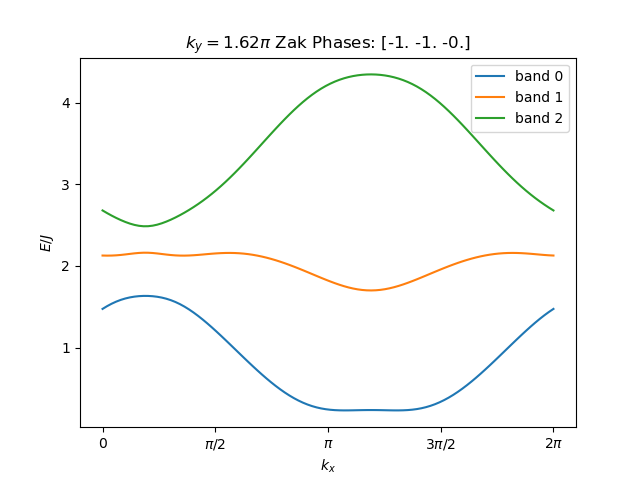 k_y = 1.62π Zak Phases: [-1. -1. -0.]
band 0
band 1
band 2
E/J
4
3
2
1
0
π/2
π
3π/2
2π
k_x